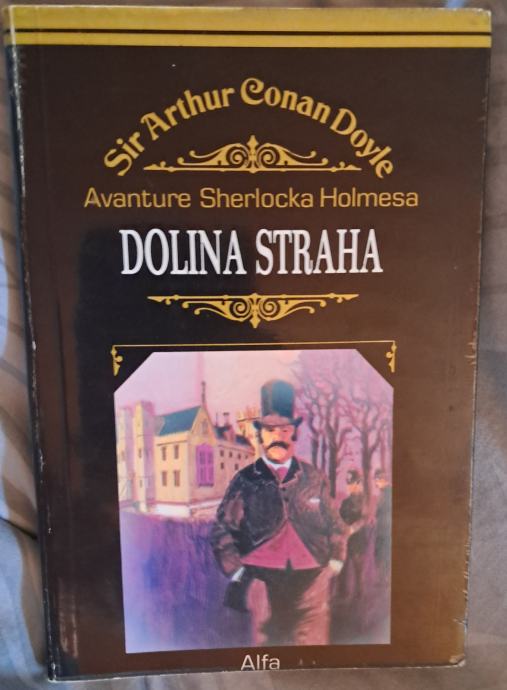 Sir Arthur Conan Doyle
Avanture Sherlocka Holmesa
DOLINA STRAHA
Alfa